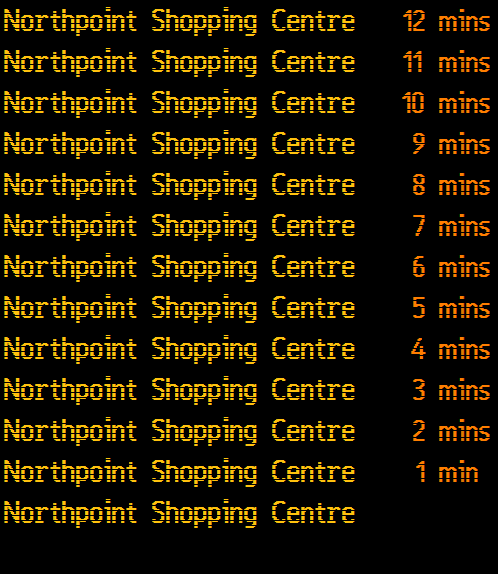 Northpoint Shopping Centre 12 mins
Northpoint Shopping Centre 11 mins
Northpoint Shopping Centre 10 mins
Northpoint Shopping Centre 9 mins
Northpoint Shopping Centre 8 mins
Northpoint Shopping Centre 7 mins
Northpoint Shopping Centre 6 mins
Northpoint Shopping Centre 5 mins
Northpoint Shopping Centre 4 mins
Northpoint Shopping Centre 3 mins
Northpoint Shopping Centre 2 mins
Northpoint Shopping Centre 1 min
Northpoint Shopping Centre